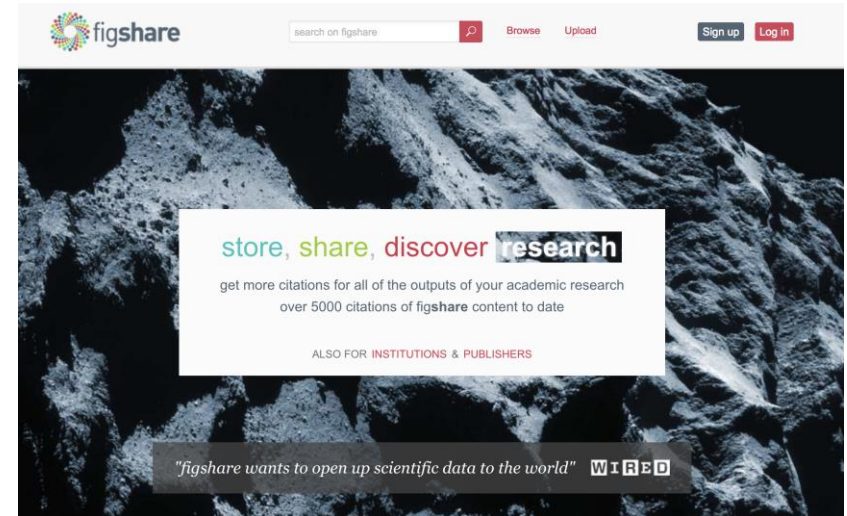 figshare
search on figshare
Browse
Upload
Sign up
Log in
store, share, discover research
get more citations for all of the outputs of your academic research
over 5000 citations of figshare content to date
ALSO FOR INSTITUTIONS & PUBLISHERS
"figshare wants to open up scientific data to the world" WIRED